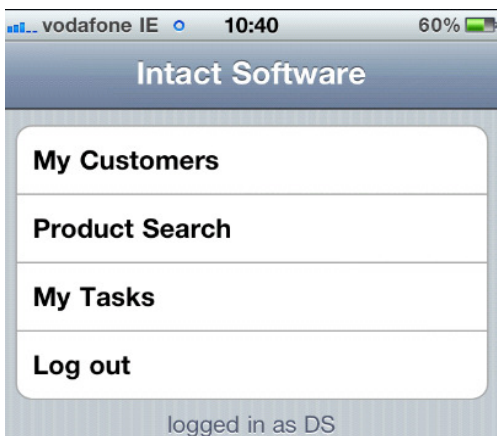 vodafone IE 10:40 60%
Intact Software
My Customers
Product Search
My Tasks
Log out
logged in as DS